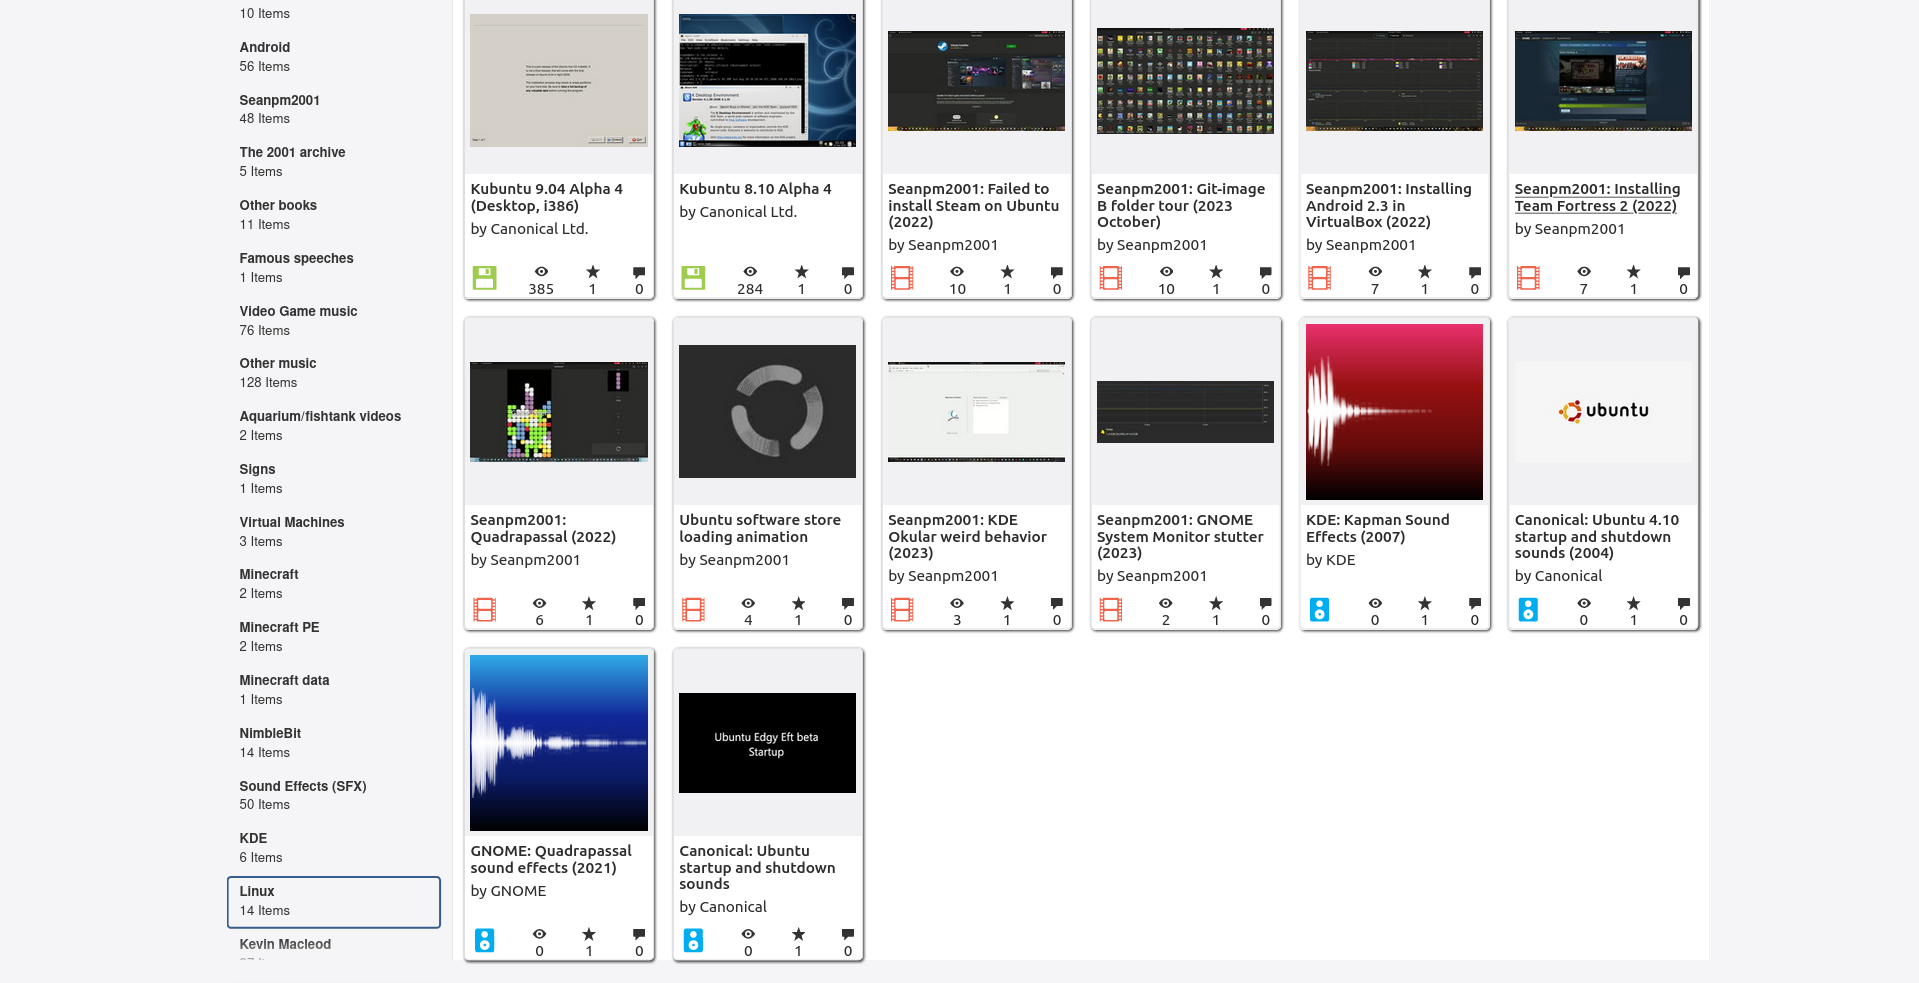 10 Items
Android
56 Items
Seanpm2001
48 Items
The 2001 archive
5 Items
Other books
11 Items
Famous speeches
1 Items
Video Game music
76 Items
Other music
128 Items
Aquarium/fishtank videos
2 Items
Signs
1 Items
Virtual Machines
3 Items
Minecraft
2 Items
Minecraft PE
2 Items
Minecraft data
1 Items
NimbleBit
14 Items
Sound Effects (SFX)
50 Items
KDE
6 Items
Linux
14 Items
Kevin Macleod
Kubuntu 9.04 Alpha 4
(Desktop, i386)
by Canonical Ltd.
385 1 0
K Desktop Environment
Kubuntu 8.10 Alpha 4
by Canonical Ltd.
284 1 0
Seanpm2001: Failed to
install Steam on Ubuntu
(2022)
by Seanpm2001
10 1 0
Seanpm2001: Git-image
B folder tour (2023
October)
by Seanpm2001
10 1 0
Seanpm2001: Installing
Android 2.3 in
VirtualBox (2022)
by Seanpm2001
7 1 0
Seanpm2001: Installing
Team Fortress 2 (2022)
by Seanpm2001
7 1 0
Seanpm2001:
Quadrapassal (2022)
by Seanpm2001
6 1 0
Ubuntu software store
loading animation
by Seanpm2001
4 1 0
Seanpm2001: KDE
Okular weird behavior
(2023)
by Seanpm2001
3 1 0
Seanpm2001: GNOME
System Monitor stutter
(2023)
by Seanpm2001
2 1 0
KDE: Kapman Sound
Effects (2007)
by KDE
0 1 0
ubuntu
Canonical: Ubuntu 4.10
startup and shutdown
sounds (2004)
by Canonical
0 1 0
GNOME: Quadrapassal
sound effects (2021)
by GNOME
0 1 0
Ubuntu Edgy Eft beta
Startup
Canonical: Ubuntu
startup and shutdown
sounds
by Canonical
0 1 0